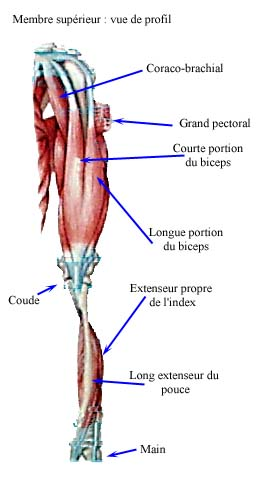 Membre supérieur : vue de profil
Coraco-brachial
Grand pectoral
Courte portion
du biceps
Longue portion
du biceps
Coude
Extenseur propre
de l'index
Long extenseur du
pouce
Main